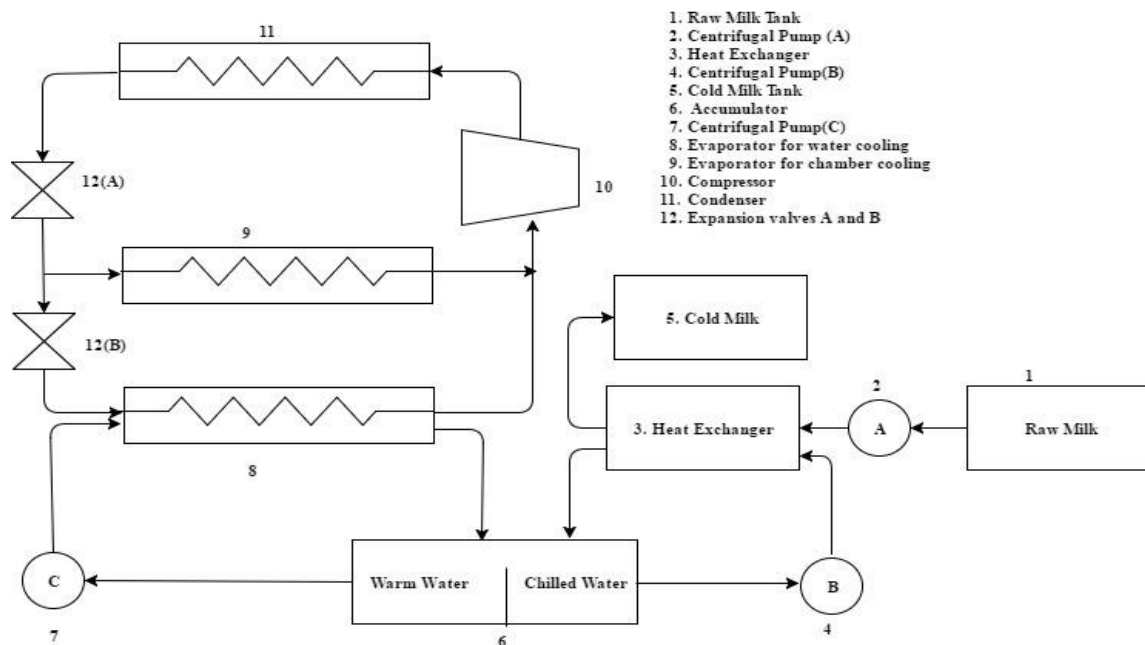 11
1. Raw Milk Tank
2. Centrifugal Pump (A)
3. Heat Exchanger
4. Centrifugal Pump(B)
5. Cold Milk Tank
6. Accumulator
7. Centrifugal Pump(C)
8. Evaporator for water cooling
9. Evaporator for chamber cooling
10. Compressor
11. Condenser
12. Expansion valves A and B
12(A)
10
9
5. Cold Milk
12(B)
2
1
3. Heat Exchanger
A
Raw Milk
8
C
Warm Water
Chilled Water
B
7
6
4